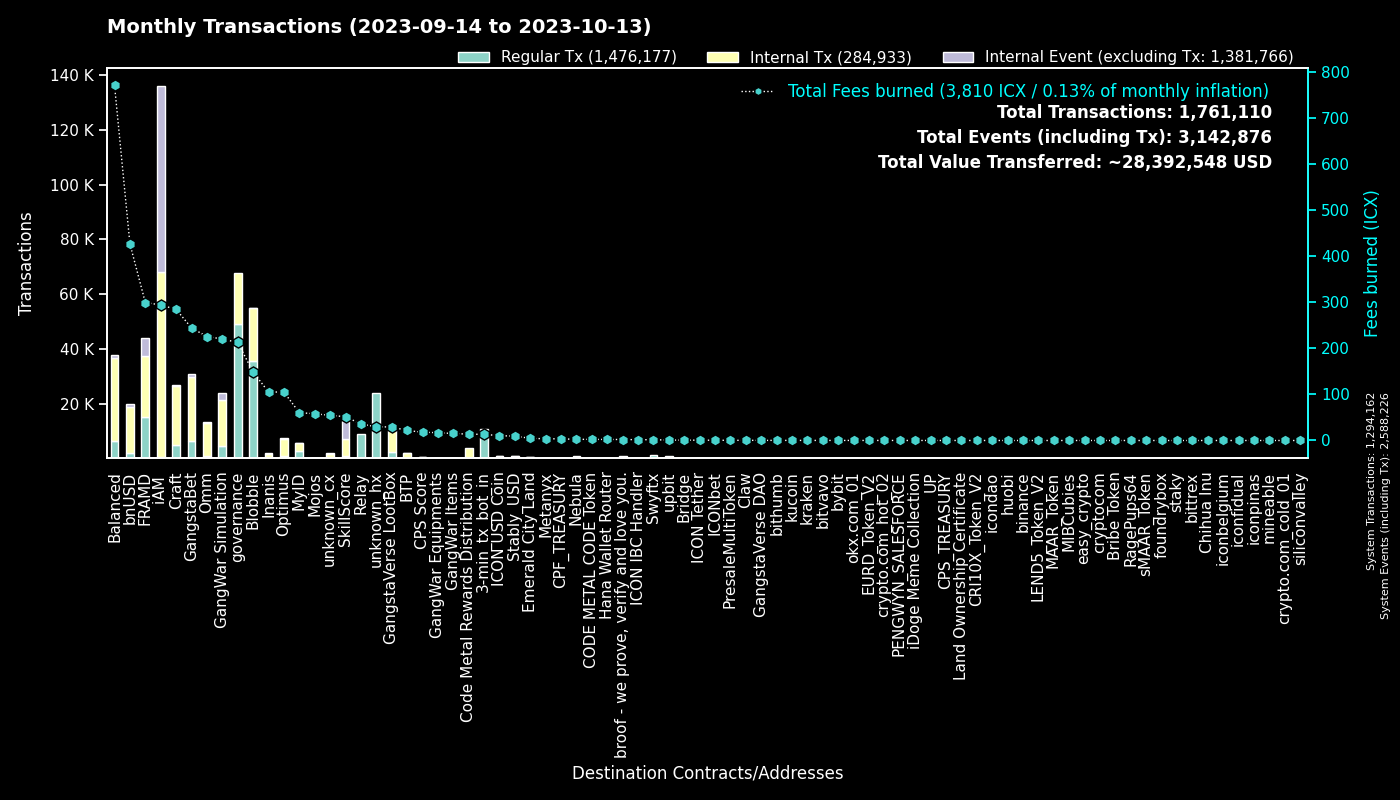 Monthly Transactions (2023-09-14 to 2023-10-13)
Regular Tx (1,476,177)
Internal Tx (284,933)
Internal Event (excluding Tx: 1,381,766)
Total Fees burned (3,810 ICX / 0.13% of monthly inflation)
Total Transactions: 1,761,110
Total Events (including Tx): 3,142,876
Total Value Transferred: ~28,392,548 USD
Transactions
140 K
120 K
100 K
80 K
60 K
40 K
20 K
800
700
600
500
400
300
200
100
0
Fees burned (ICX)
System Transactions: 1,294,162
System Events (including Tx): 2,588,226
Balanced
bnUSD
FRAMD
iAM
Craft
GangstaBet
Omm
GangWar Simulation
governance
Blobble
Inanis
Optimus
MyID
Mojos
unknown_cx
SkillScore
Relay
unknown_hx
GangstaVerse LootBox
BTP
CPS Score
GangWar Equipments
GangWar Items
Code Metal Rewards Distribution
3-min_tx_bot_in
ICON USD Coin
Stably_USD
Emerald City Land
Metanyx
CPF_TREASURY
Nebula
CODE METAL CODE Token
Hana Wallet Router
broof - we prove, verify and love you.
ICON IBC Handler
Swyftx
upbit
Bridge
ICON Tether
ICONbet
PresaleMultiToken
Claw
GangstaVerse DAO
bithumb
kucoin
kraken
bitvavo
bybit
okx.com_01
EURD_Token_V2
crypto.com_hot_02
PENGWYN_SALESFORCE
iDoge Meme Collection
UP
CPS_TREASURY
Land Ownership Certificate
CRI10X_Token_V2
icondao
huobi
binance
LEND5_Token_V2
MAAR_Token
MIBCubies
easy_crypto
cryptocom
Bribe Token
RagePups64
sMAAR_Token
foundrybox
staky
bittrex
Chihua Inu
iconbelgium
iconfidual
iconpinas
mineable
crypto.com_cold_01
siliconvalley
Destination Contracts/Addresses